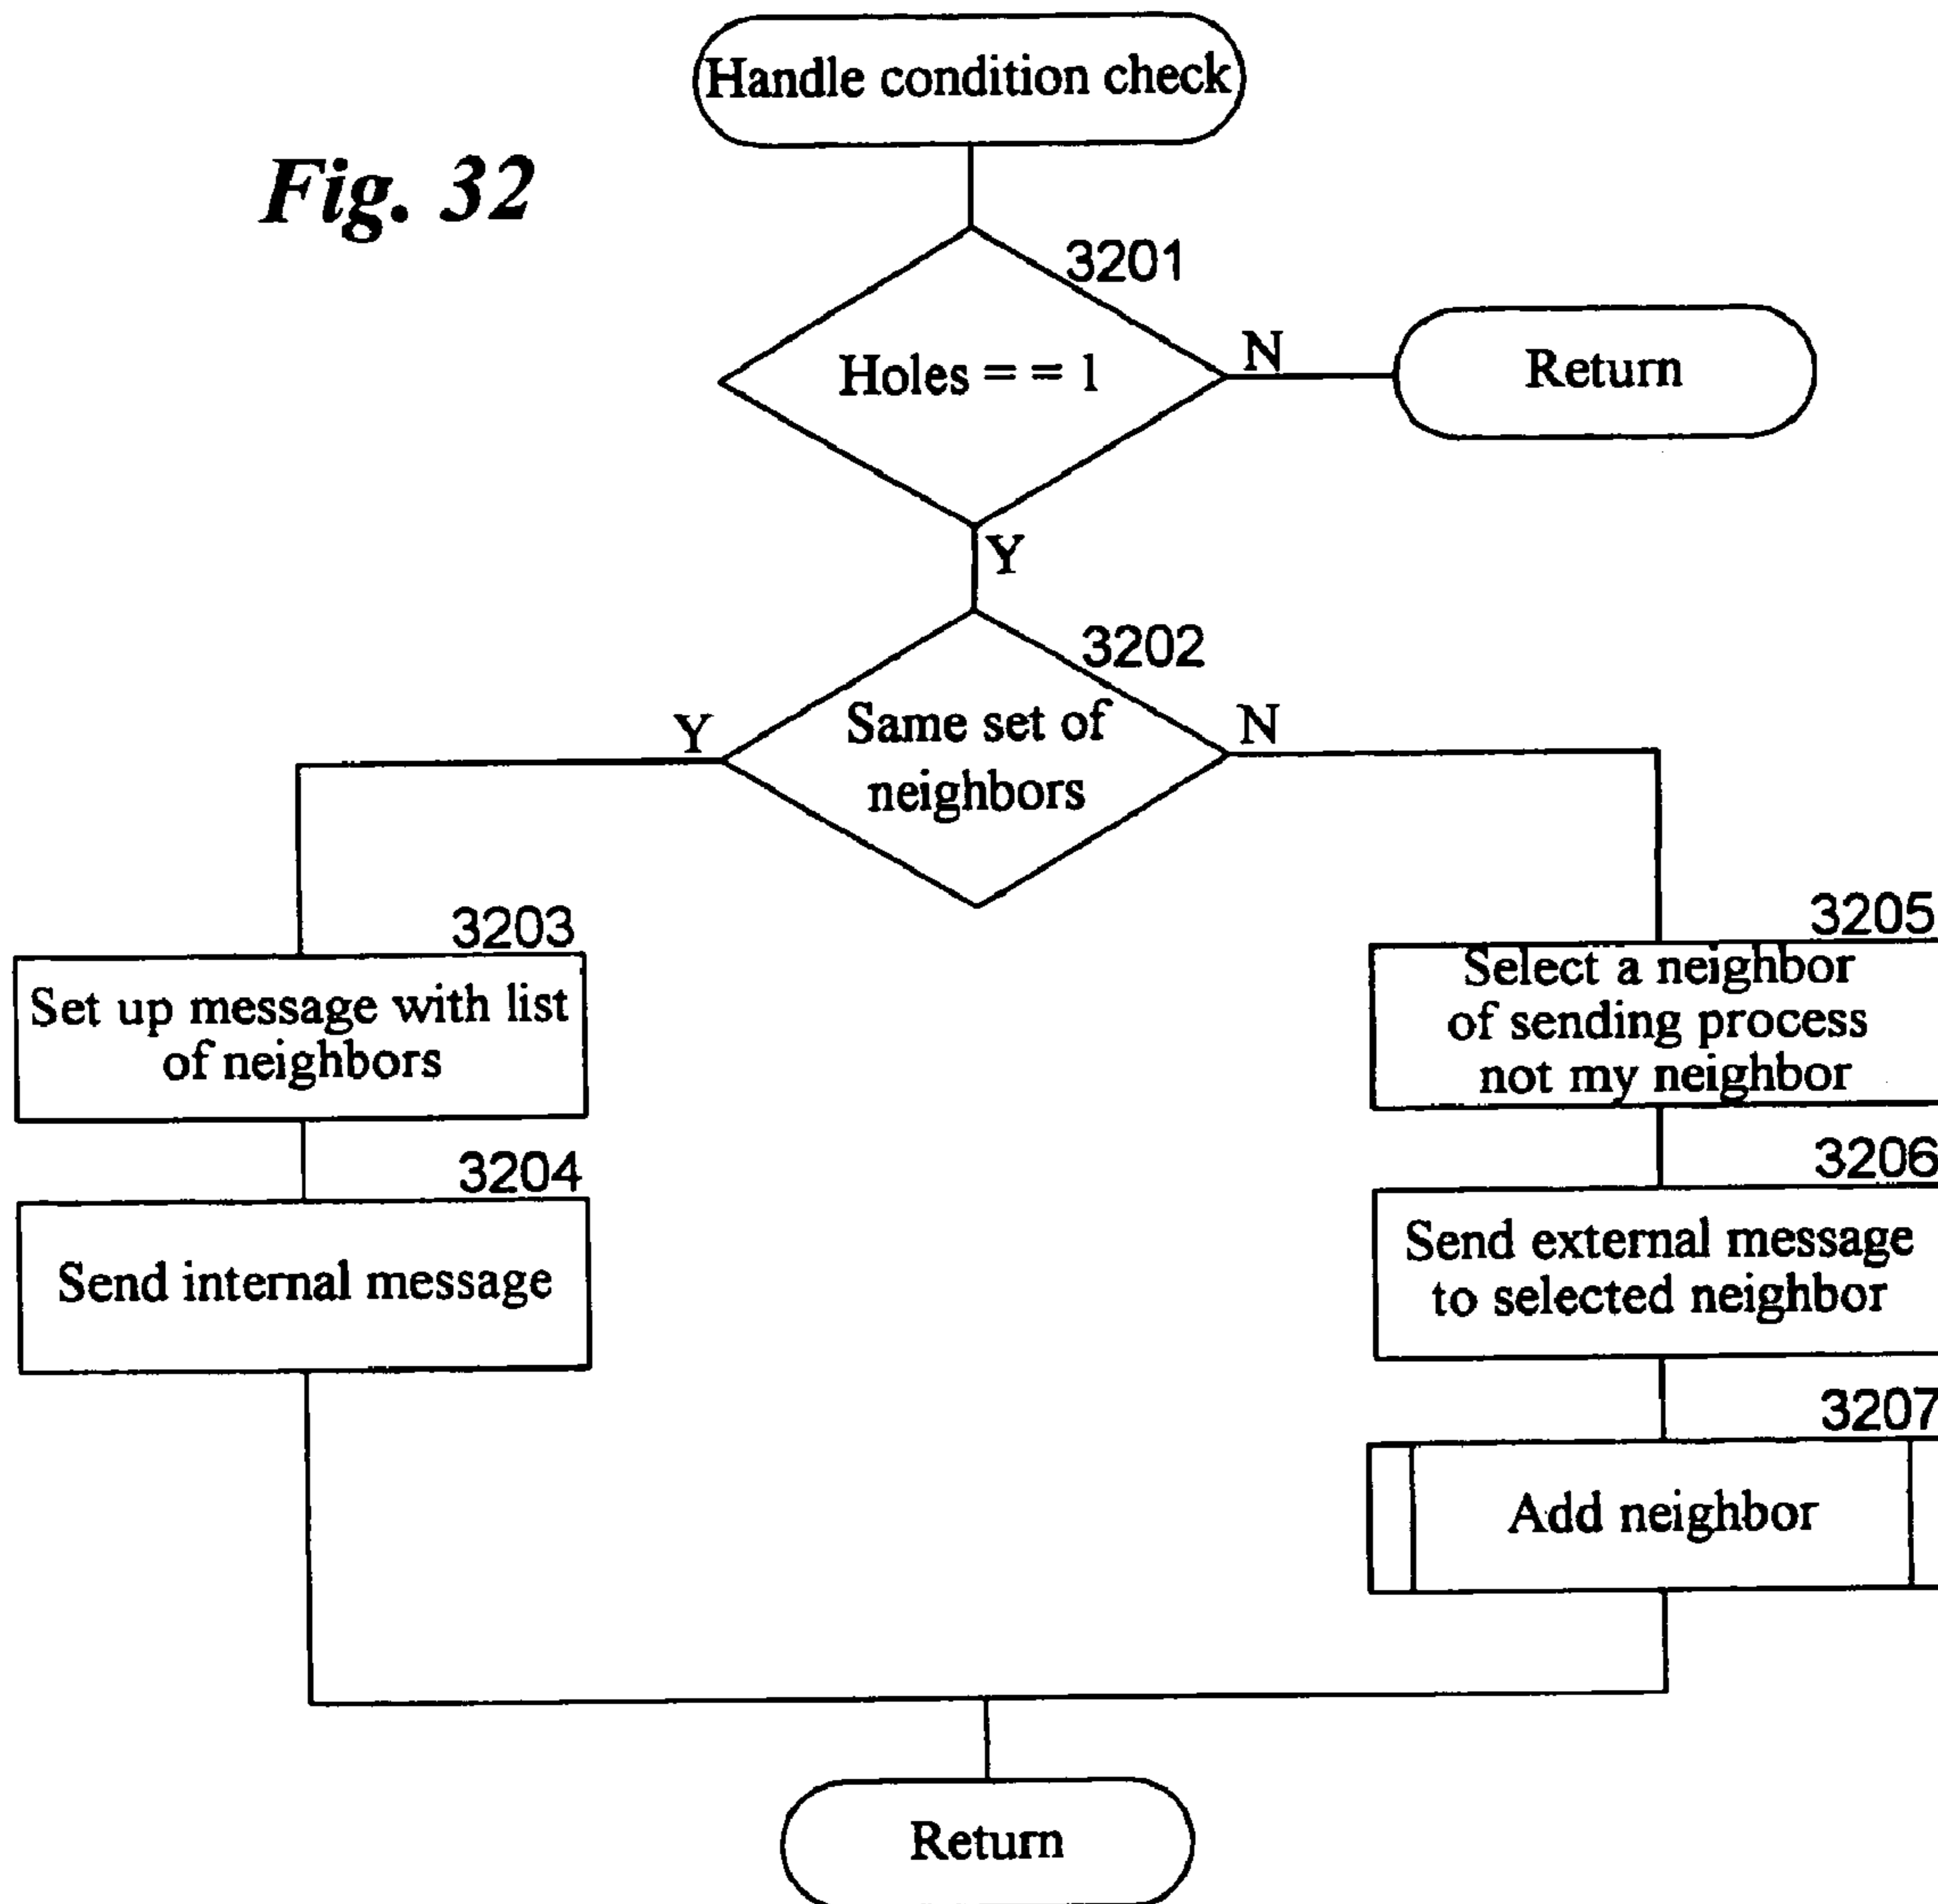 Handle condition check
Fig. 32
3201
Holes = = 1
N
Return
Y
3202
Same set of
neighbors
Y
N
3203
Set up message with list
of neighbors
3204
Send internal message
3205
Select a neighbor
of sending process
not my neighbor
3206
Send external message
to selected neighbor
3207
Add neighbor
Return